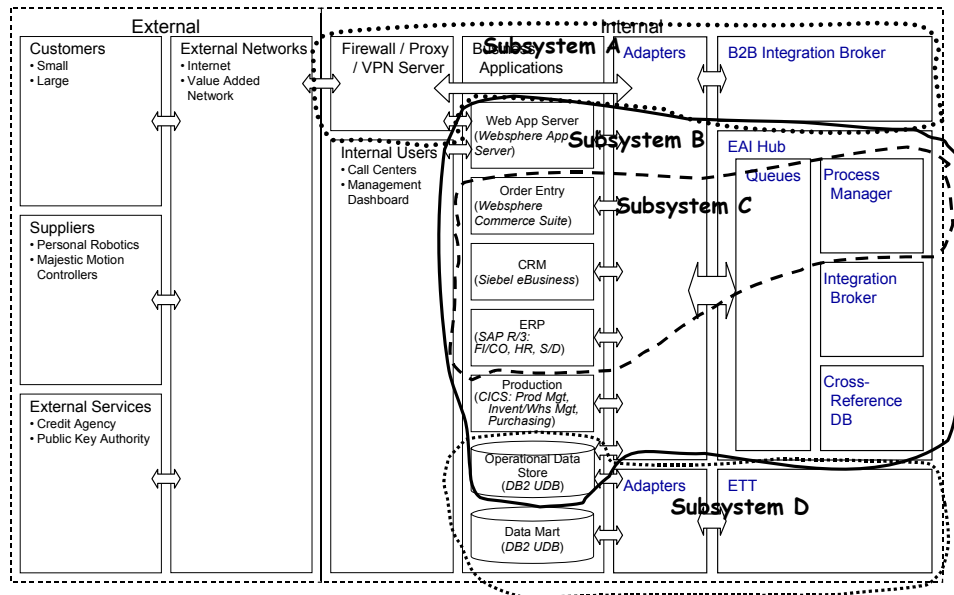 External
Internal
Customers
• Small
• Large
External Networks
• Internet
• Value Added
Network
Firewall / Proxy
/ VPN Server
Business
Applications
Subsystem A
Adapters
B2B Integration Broker
Web App Server
(Websphere App
Server)
Subsystem B
Internal Users
• Call Centers
• Management
Dashboard
EAI Hub
Queues
Process
Manager
Order Entry
(Websphere
Commerce Suite)
Subsystem C
Suppliers
• Personal Robotics
• Majestic Motion
Controllers
CRM
(Siebel eBusiness)
Integration
Broker
ERP
(SAP R/3:
FI/CO, HR, S/D)
Production
(CICS: Prod Mgt,
Invent/Whs Mgt,
Purchasing)
Cross-
Reference
DB
External Services
• Credit Agency
• Public Key Authority
Operational Data
Store
(DB2 UDB)
Adapters
ETT
Subsystem D
Data Mart
(DB2 UDB)